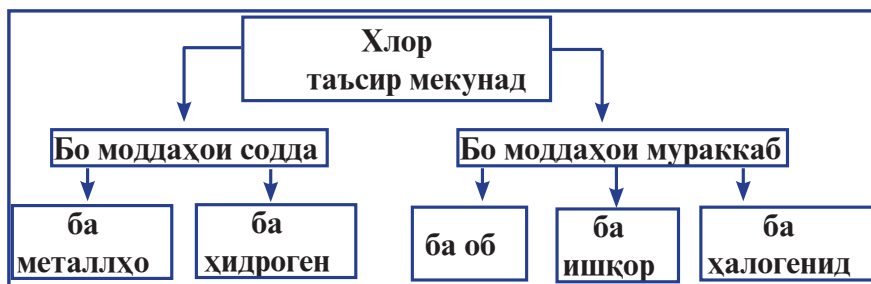 Хлор
таъсир мекунад
Бо моддаҳои содда
Бо моддаҳои мураккаб
ба
металлҳо
ба
ҳидроген
ба об
ба
ишқор
ба
ҳалогенид